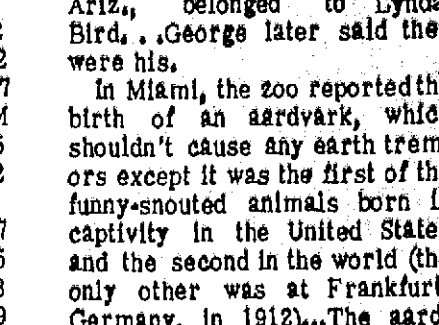 Ariz., belonged to Lynda
Bird. . .George later said the
were his.
In Miami, the zoo reported th
birth of an aardvark, whic
shouldn't cause any earth trem
ors except it was the first of th
funny-snouted animals born i
captivity in the United State
and the second in the world (th
only other was at Frankfurt
Germany, in 1912)...The aard